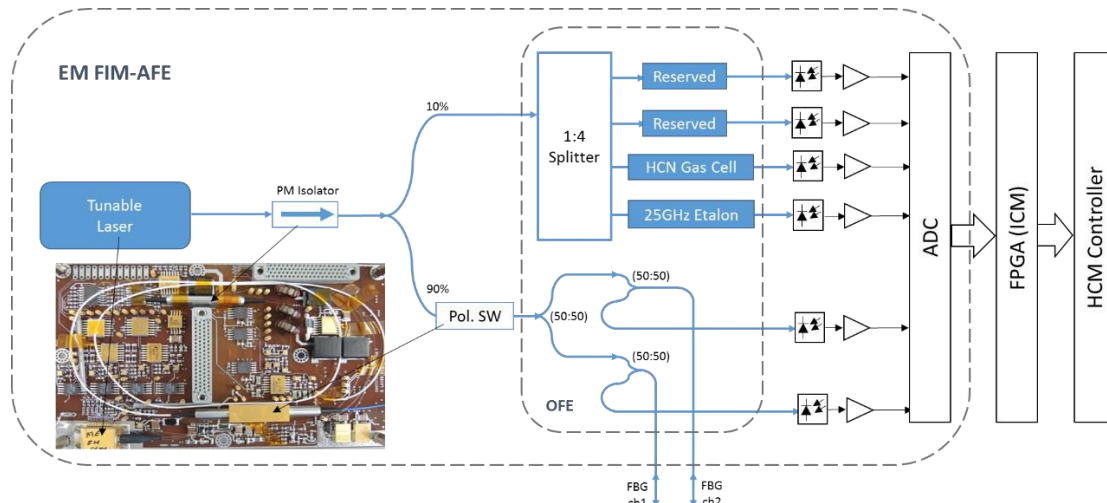 EM FIM-AFE
10%
Reserved
Reserved
1:4
Splitter
HCN Gas Cell
25GHz Etalon
PM Isolator
Tunable
Laser
90%
Pol. SW
(50:50)
(50:50)
(50:50)
OFE
ADC
FPGA (ICM)
HCM Controller
FBG
ch1
FBG
ch2